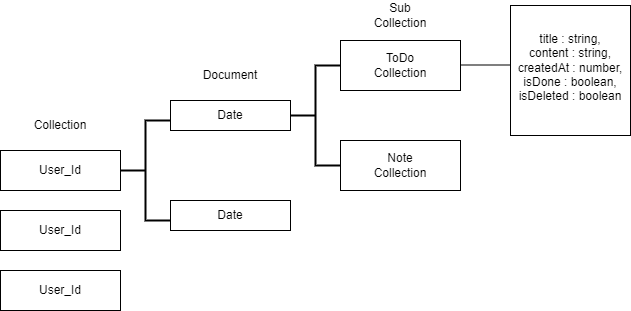 Sub
Collection
ToDo
Collection
title : string,
content : string,
createdAt : number,
isDone : boolean,
isDeleted : boolean
Document
Date
Collection
User_Id
Note
Collection
Date
User_Id
User_Id